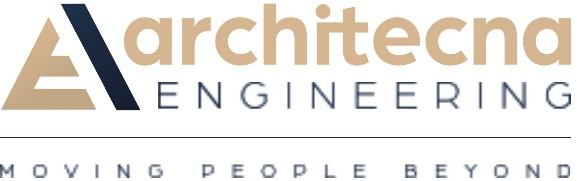 architecna
ENGINEERING
MOVING PEOPLE BEYOND